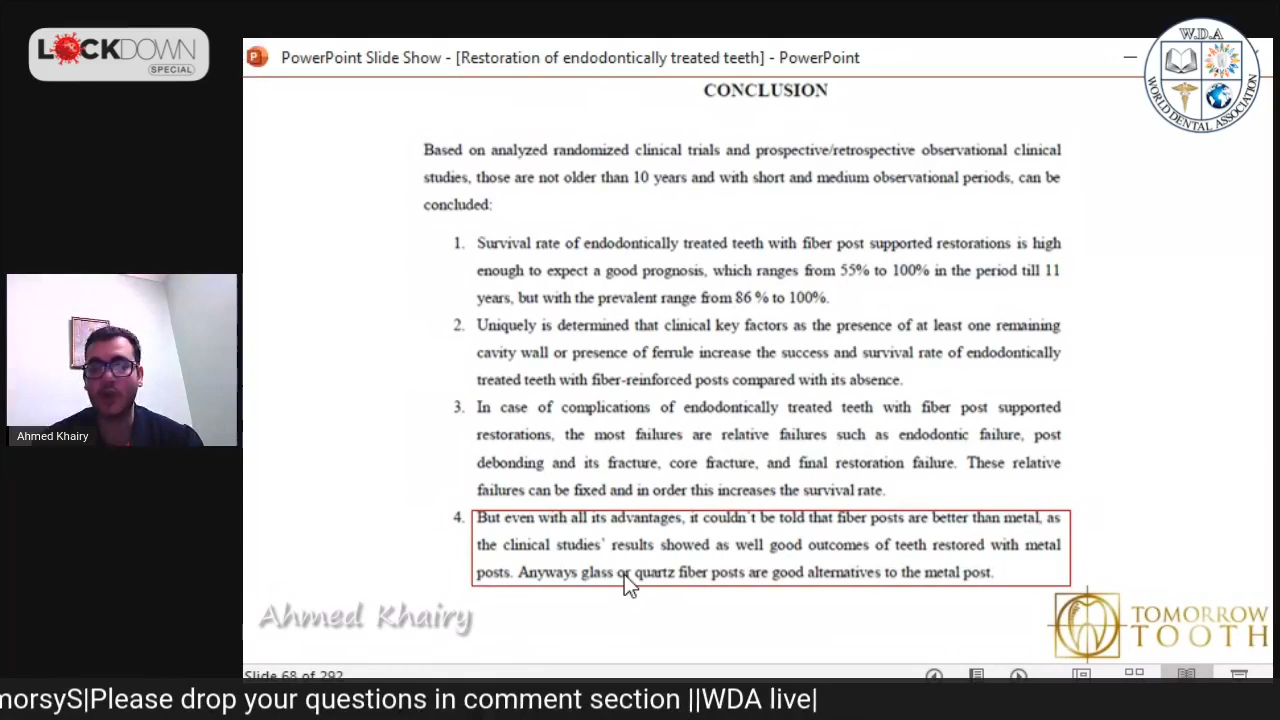 LOCKDOWN
SPECIAL
PowerPoint Slide Show - [Restoration of endodontically treated teeth] - PowerPoint
W.D.A
WORLD DENTAL ASSOCIATION
CONCLUSION
Based on analyzed randomized clinical trials and prospective/retrospective observational clinical
studies, those are not older than 10 years and with short and medium observational periods, can be
concluded:
1. Survival rate of endodontically treated teeth with fiber post supported restorations is high
enough to expect a good prognosis, which ranges from 55% to 100% in the period till 11
years, but with the prevalent range from 86 % to 100%.
2. Uniquely is determined that clinical key factors as the presence of at least one remaining
cavity wall or presence of ferrule increase the success and survival rate of endodontically
treated teeth with fiber-reinforced posts compared with its absence.
3. In case of complications of endodontically treated teeth with fiber post supported
restorations, the most failures are relative failures such as endodontic failure, post
debonding and its fracture, core fracture, and final restoration failure. These relative
failures can be fixed and in order this increases the survival rate.
4. But even with all its advantages, it couldn't be told that fiber posts are better than metal, as
the clinical studies' results showed as well good outcomes of teeth restored with metal
posts. Anyways glass or quartz fiber posts are good alternatives to the metal post.
Ahmed Khairy
Ahmed Khairy
TOMORROW
TOOTH
Slide 68 of 292
morsyS|Please drop your questions in comment section ||WDA live|